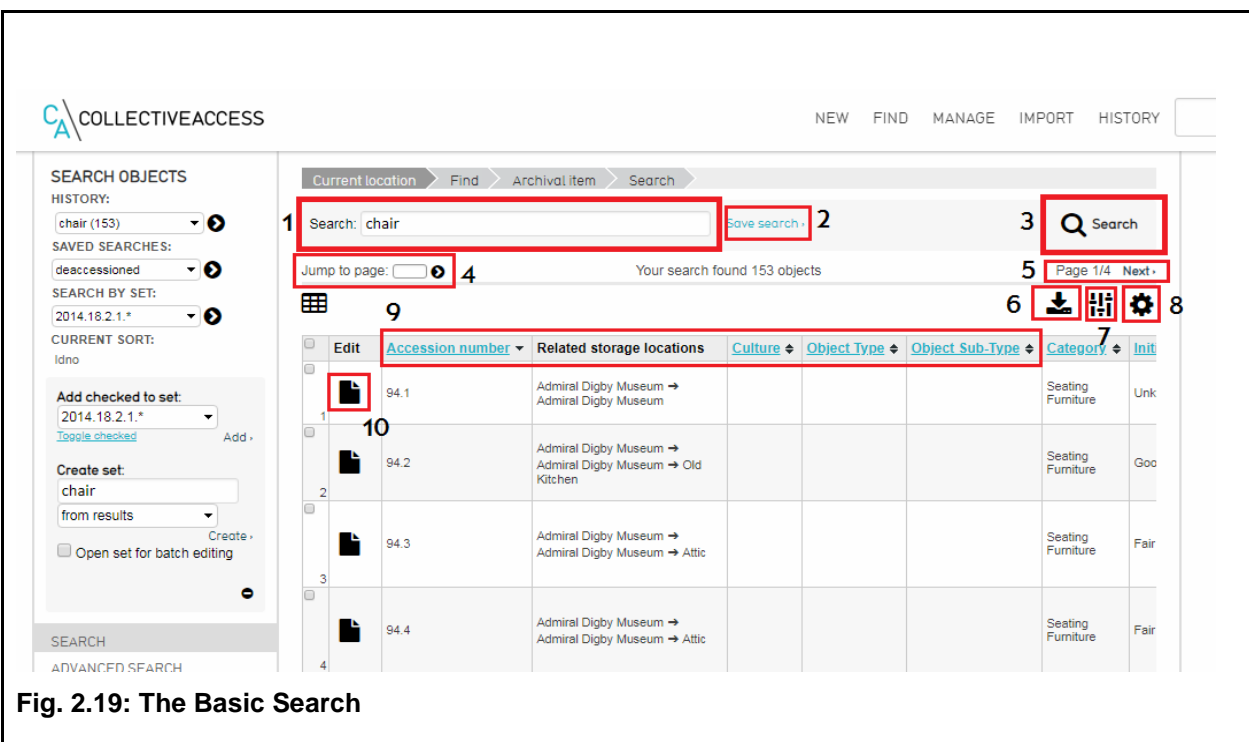 CA COLLECTIVEACCESS
NEW FIND MANAGE IMPORT HISTORY
SEARCH OBJECTS
HISTORY:
chair (153)
SAVED SEARCHES:
deaccessioned
SEARCH BY SET:
2014.18.2.1.*
CURRENT SORT:
Idno
Add checked to set:
2014.18.2.1.*
Toggle checked Add ›
Create set:
chair
from results
Create ›
Open set for batch editing
SEARCH
ADVANCED SEARCH
Current location Find Archival item Search
1 Search: chair Save search › 2 3 Search
Jump to page: 4 Your search found 153 objects 5 Page 1/4 Next ›
6 7 8
9
Edit Accession number Related storage locations Culture Object Type Object Sub-Type Category Initi
10
1 94.1 Admiral Digby Museum ➔ Seating Unk
Admiral Digby Museum Furniture
2 94.2 Admiral Digby Museum ➔ Seating Goo
Admiral Digby Museum ➔ Old Furniture
Kitchen
3 94.3 Admiral Digby Museum ➔ Seating Fair
Admiral Digby Museum ➔ Attic Furniture
4 94.4 Admiral Digby Museum ➔ Seating Fair
Admiral Digby Museum ➔ Attic Furniture
Fig. 2.19: The Basic Search